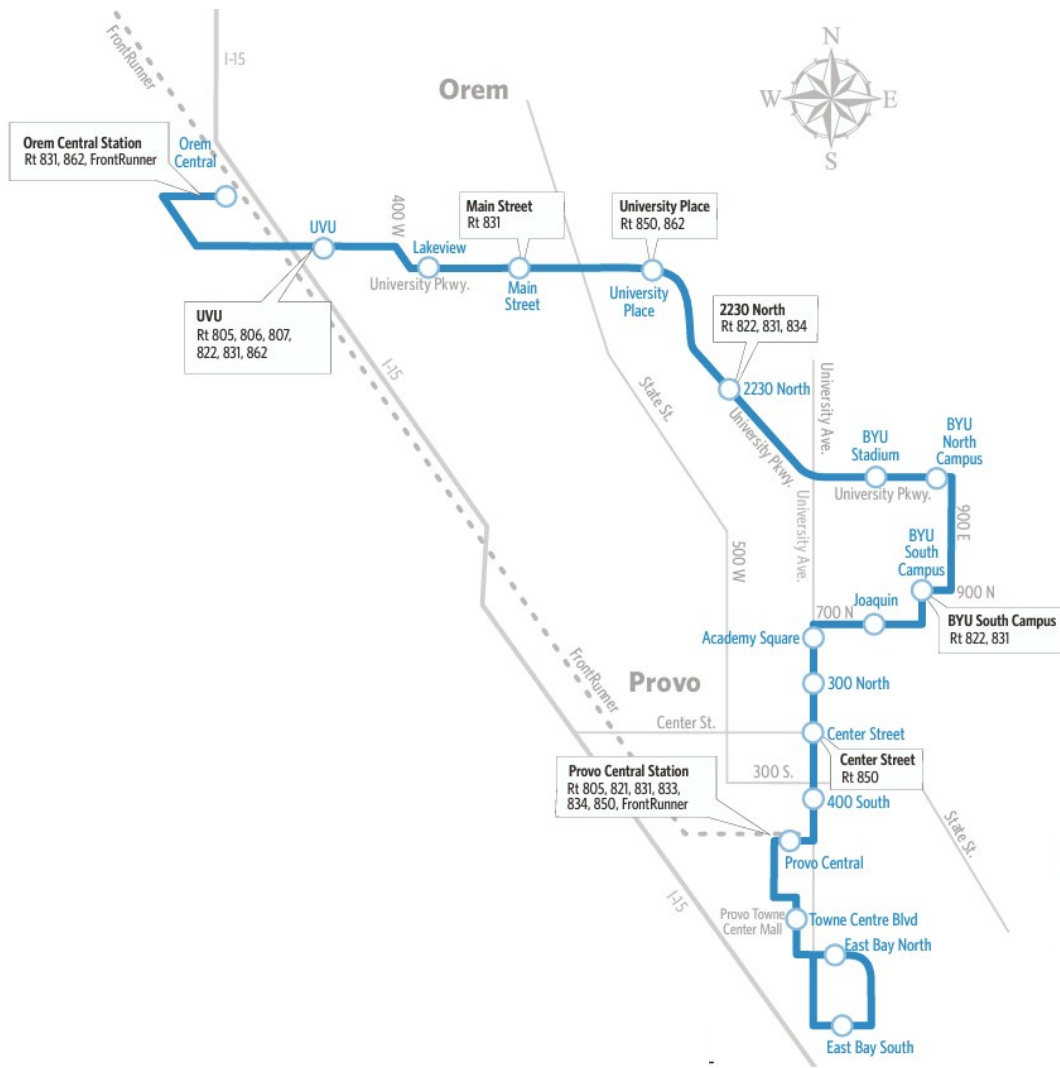 N
W
E
S
FrontRunner
I-15
Orem
Orem Central Station
Rt 831, 862, FrontRunner
Orem
Central
UVU
400 W
Lakeview
University Pkwy.
Main Street
Rt 831
Main
Street
University Place
Rt 850, 862
University
Place
UVU
Rt 805, 806, 807,
822, 831, 862
I-15
2230 North
Rt 822, 831, 834
2230 North
State St.
University Pkwy.
University Ave.
University Ave.
BYU
Stadium
BYU
North
Campus
University Pkwy.
900 E
500 W
BYU
South
Campus
900 N
BYU South Campus
Rt 822, 831
Joaquin
700 N
Academy Square
Provo
300 North
FrontRunner
Center St.
Center Street
Center Street
Rt 850
Provo Central Station
Rt 805, 821, 831, 833,
834, 850, FrontRunner
300 S.
400 South
State St.
Provo Central
I-15
Provo Towne
Center Mall
Towne Centre Blvd
East Bay North
East Bay South
-